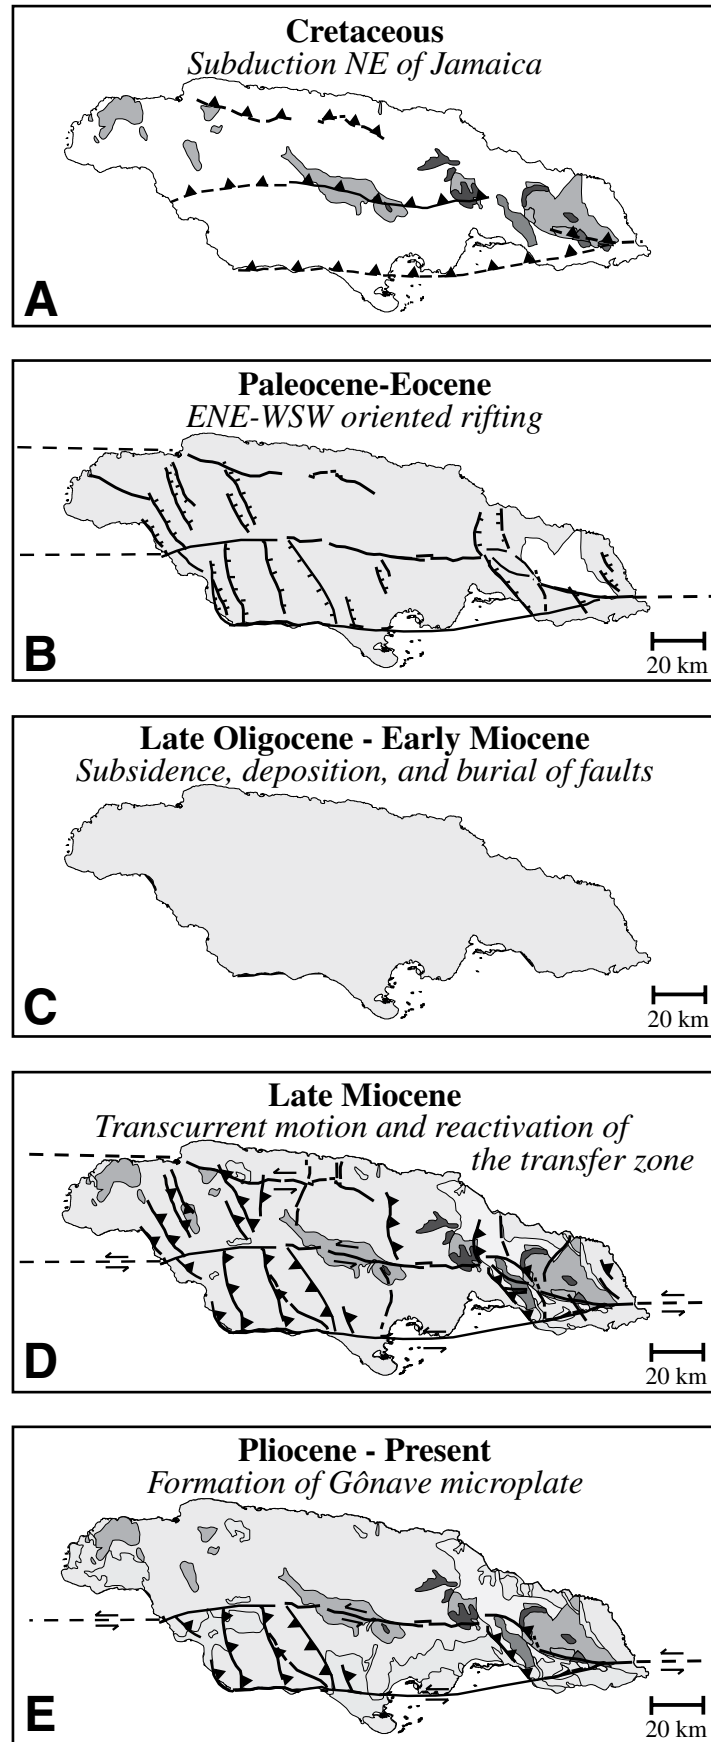 Cretaceous
Subduction NE of Jamaica
A
Paleocene-Eocene
ENE-WSW oriented rifting
B
20 km
Late Oligocene - Early Miocene
Subsidence, deposition, and burial of faults
C
20 km
Late Miocene
Transcurrent motion and reactivation of
the transfer zone
D
20 km
Pliocene - Present
Formation of Gônave microplate
E
20 km